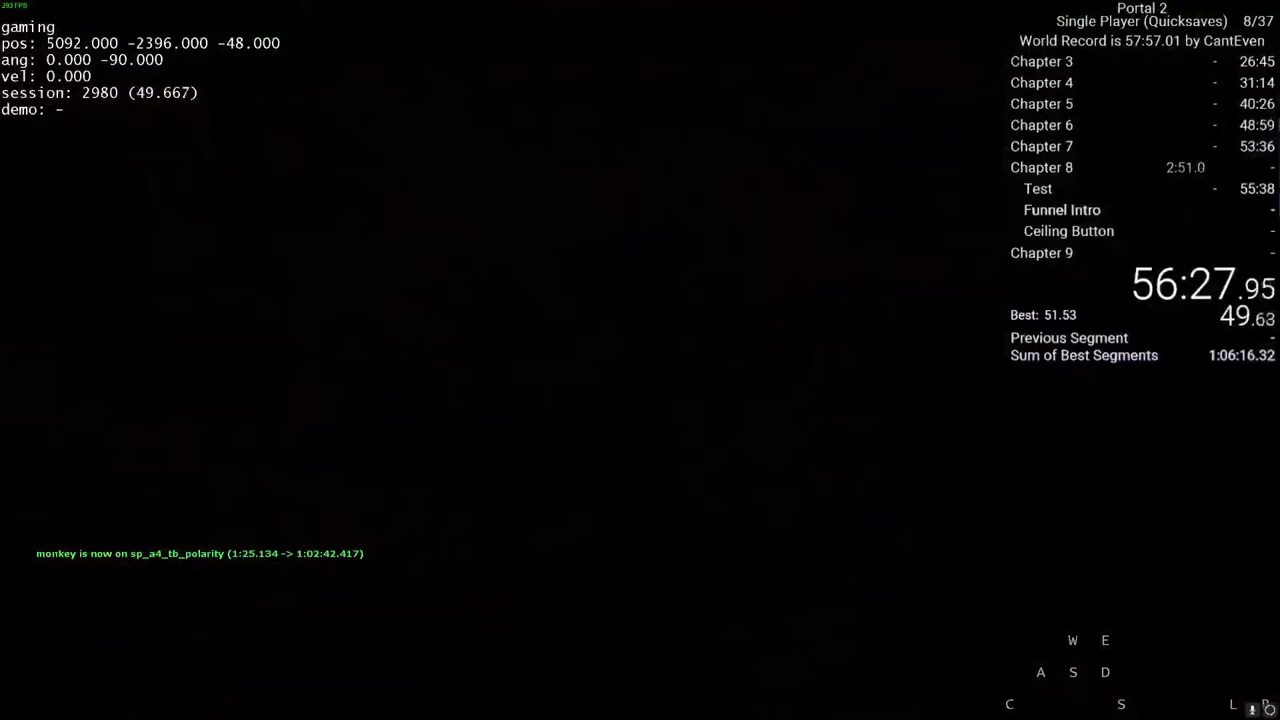 293 FPS
gaming
pos: 5092.000 -2396.000 -48.000
ang: 0.000 -90.000
vel: 0.000
session: 2980 (49.667)
demo: -
Portal 2
Single Player (Quicksaves) 8/37
World Record is 57:57.01 by CantEven
Chapter 3 - 26:45
Chapter 4 - 31:14
Chapter 5 - 40:26
Chapter 6 - 48:59
Chapter 7 - 53:36
Chapter 8 2:51.0 -
Test - 55:38
Funnel Intro -
Ceiling Button -
Chapter 9 -
56:27.95
Best: 51.53 49.63
Previous Segment -
Sum of Best Segments 1:06:16.32
monkey is now on sp_a4_tb_polarity (1:25.134 -> 1:02:42.417)
W E
A S D
C S L R